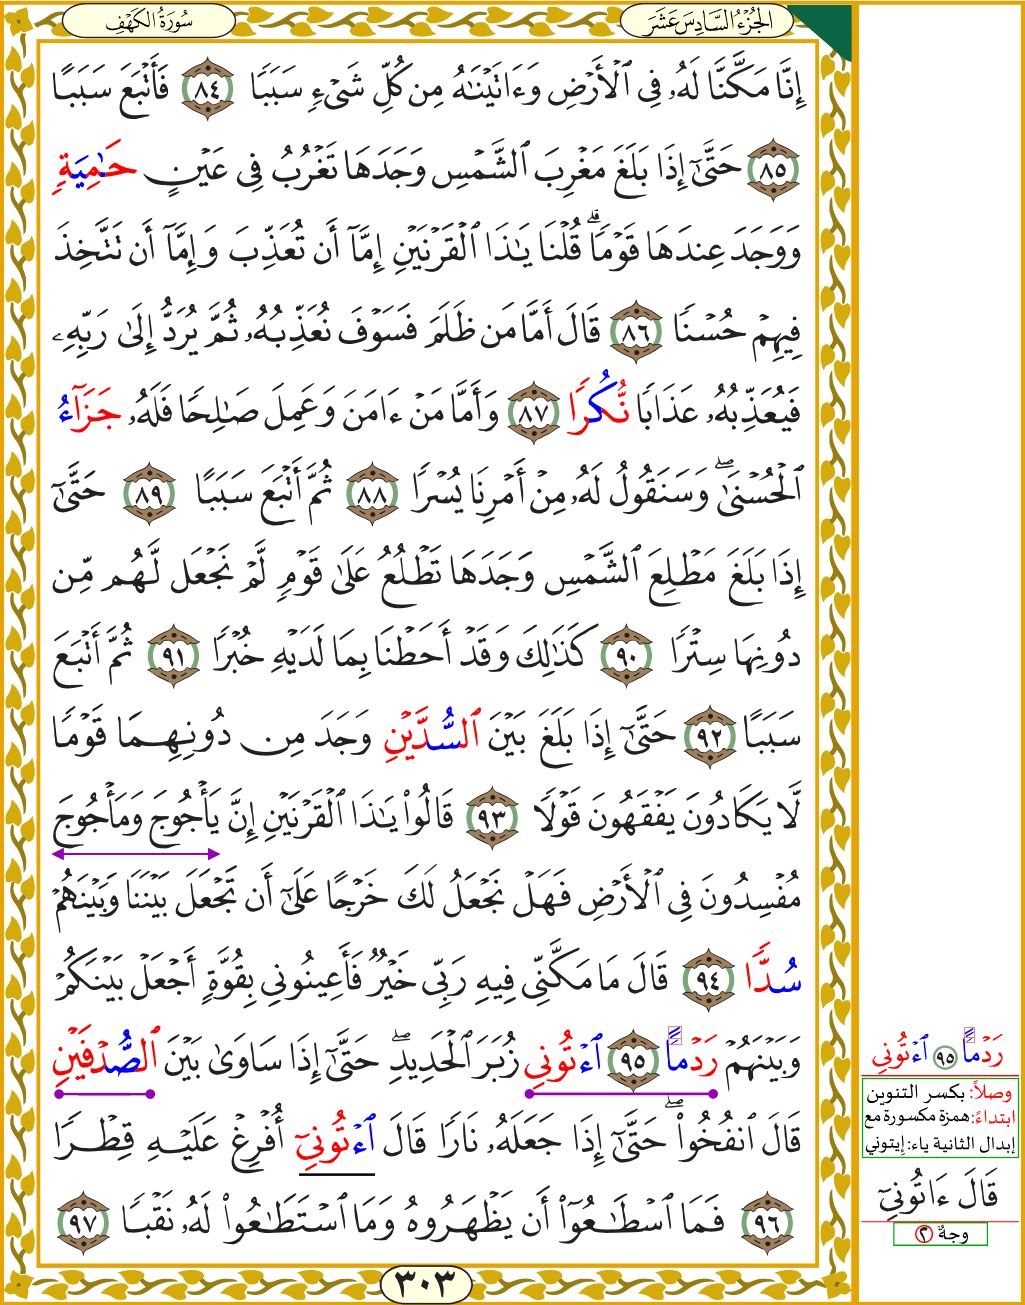 الجُزْءُ السَّادِسَ عَشَرَ
سُورَةُ الكَهْفِ
إِنَّا مَكَّنَّا لَهُۥ فِي ٱلۡأَرۡضِ وَءَاتَيۡنَٰهُ مِن كُلِّ شَيۡءٖ سَبَبٗا ٨٤ فَأَتۡبَعَ سَبَبًا
٨٥ حَتَّىٰٓ إِذَا بَلَغَ مَغۡرِبَ ٱلشَّمۡسِ وَجَدَهَا تَغۡرُبُ فِي عَيۡنٍ حَٰمِيَةٖ
وَوَجَدَ عِندَهَا قَوۡمٗاۗ قُلۡنَا يَٰذَا ٱلۡقَرۡنَيۡنِ إِمَّآ أَن تُعَذِّبَ وَإِمَّآ أَن تَتَّخِذَ
فِيهِمۡ حُسۡنٗا ٨٦ قَالَ أَمَّا مَن ظَلَمَ فَسَوۡفَ نُعَذِّبُهُۥ ثُمَّ يُرَدُّ إِلَىٰ رَبِّهِۦ
فَيُعَذِّبُهُۥ عَذَابٗا نُّكُرٗا ٨٧ وَأَمَّا مَنۡ ءَامَنَ وَعَمِلَ صَٰلِحٗا فَلَهُۥ جَزَآءُ
ٱلۡحُسۡنَىٰۖ وَسَنَقُولُ لَهُۥ مِنۡ أَمۡرِنَا يُسۡرٗا ٨٨ ثُمَّ أَتۡبَعَ سَبَبًا ٨٩ حَتَّىٰٓ
إِذَا بَلَغَ مَطۡلِعَ ٱلشَّمۡسِ وَجَدَهَا تَطۡلُعُ عَلَىٰ قَوۡمٖ لَّمۡ نَجۡعَل لَّهُم مِّن
دُونِهَا سِتۡرٗا ٩٠ كَذَٰلِكَ وَقَدۡ أَحَطۡنَا بِمَا لَدَيۡهِ خُبۡرٗا ٩١ ثُمَّ أَتۡبَعَ
سَبَبًا ٩٢ حَتَّىٰٓ إِذَا بَلَغَ بَيۡنَ ٱلسُّدَّيۡنِ وَجَدَ مِن دُونِهِمَا قَوۡمٗا
لَّا يَكَادُونَ يَفۡقَهُونَ قَوۡلٗا ٩٣ قَالُواْ يَٰذَا ٱلۡقَرۡنَيۡنِ إِنَّ يَأۡجُوجَ وَمَأۡجُوجَ
مُفۡسِدُونَ فِي ٱلۡأَرۡضِ فَهَلۡ نَجۡعَلُ لَكَ خَرۡجًا عَلَىٰٓ أَن تَجۡعَلَ بَيۡنَنَا وَبَيۡنَهُمۡ
سُدّٗا ٩٤ قَالَ مَا مَكَّنِّي فِيهِ رَبِّي خَيۡرٞ فَأَعِينُونِي بِقُوَّةٍ أَجۡعَلۡ بَيۡنَكُمۡ
وَبَيۡنَهُمۡ رَدۡمًا ٩٥ ٱءۡتُونِي زُبَرَ ٱلۡحَدِيدِۖ حَتَّىٰٓ إِذَا سَاوَىٰ بَيۡنَ ٱلصُّدۡفَيۡنِ
قَالَ ٱنفُخُواْۖ حَتَّىٰٓ إِذَا جَعَلَهُۥ نَارٗا قَالَ ٱءۡتُونِيٓ أُفۡرِغۡ عَلَيۡهِ قِطۡرٗا
٩٦ فَمَا ٱسۡطَٰعُوٓاْ أَن يَظۡهَرُوهُ وَمَا ٱسۡتَطَٰعُواْ لَهُۥ نَقۡبٗا ٩٧
٣٠٣
رَدۡمًا ٩٥ ٱءۡتُونِي
وصلاً: بكسر التنوين
ابتداءً: همزة مكسورة مع
إبدال الثانية ياء: إيتوني
قَالَ ءَاتُونِيٓ
وجهٌ ٢